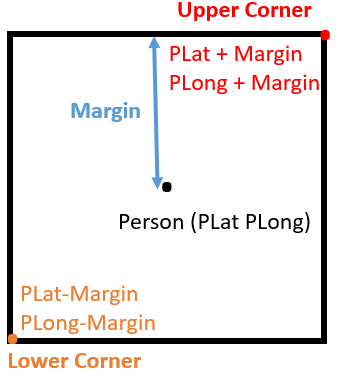 Upper Corner
PLat + Margin
PLong + Margin
Margin
Person (PLat PLong)
PLat-Margin
PLong-Margin
Lower Corner